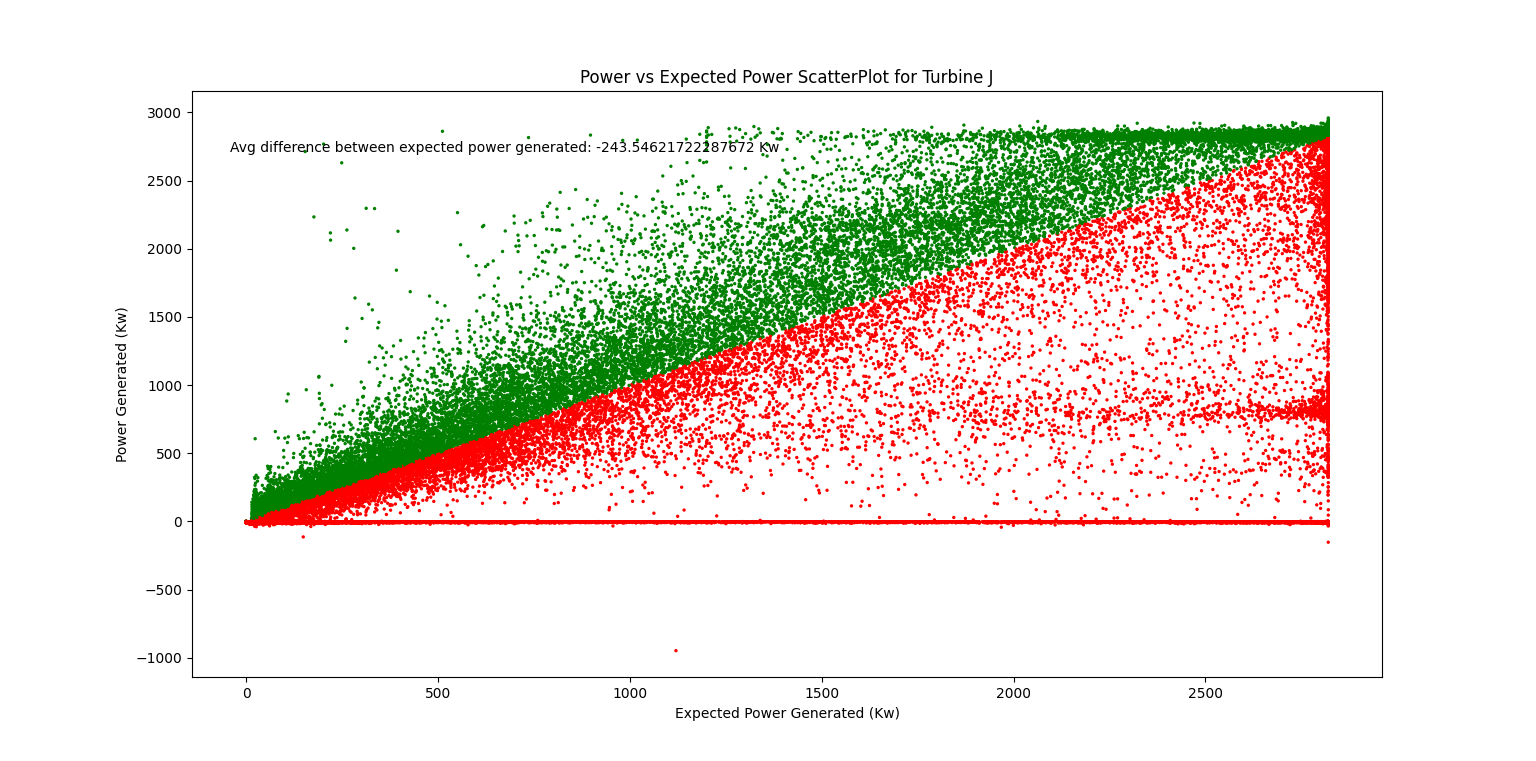 Power vs Expected Power ScatterPlot for Turbine J
3000
Avg difference between expected power generated: -243.54621722287672 Kw
2500
2000
1500
1000
500
0
−500
−1000
Power Generated (Kw)
0 500 1000 1500 2000 2500
Expected Power Generated (Kw)